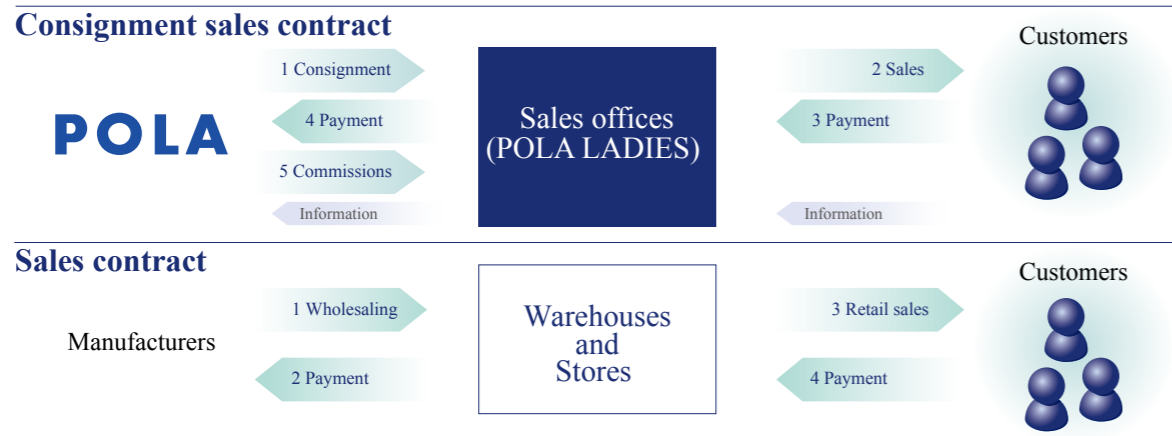 Consignment sales contract
Customers
1 Consignment
2 Sales
POLA
4 Payment
Sales offices
(POLA LADIES)
3 Payment
5 Commissions
Information
Information
Sales contract
Customers
1 Wholesaling
3 Retail sales
Manufacturers
Warehouses
and
Stores
2 Payment
4 Payment